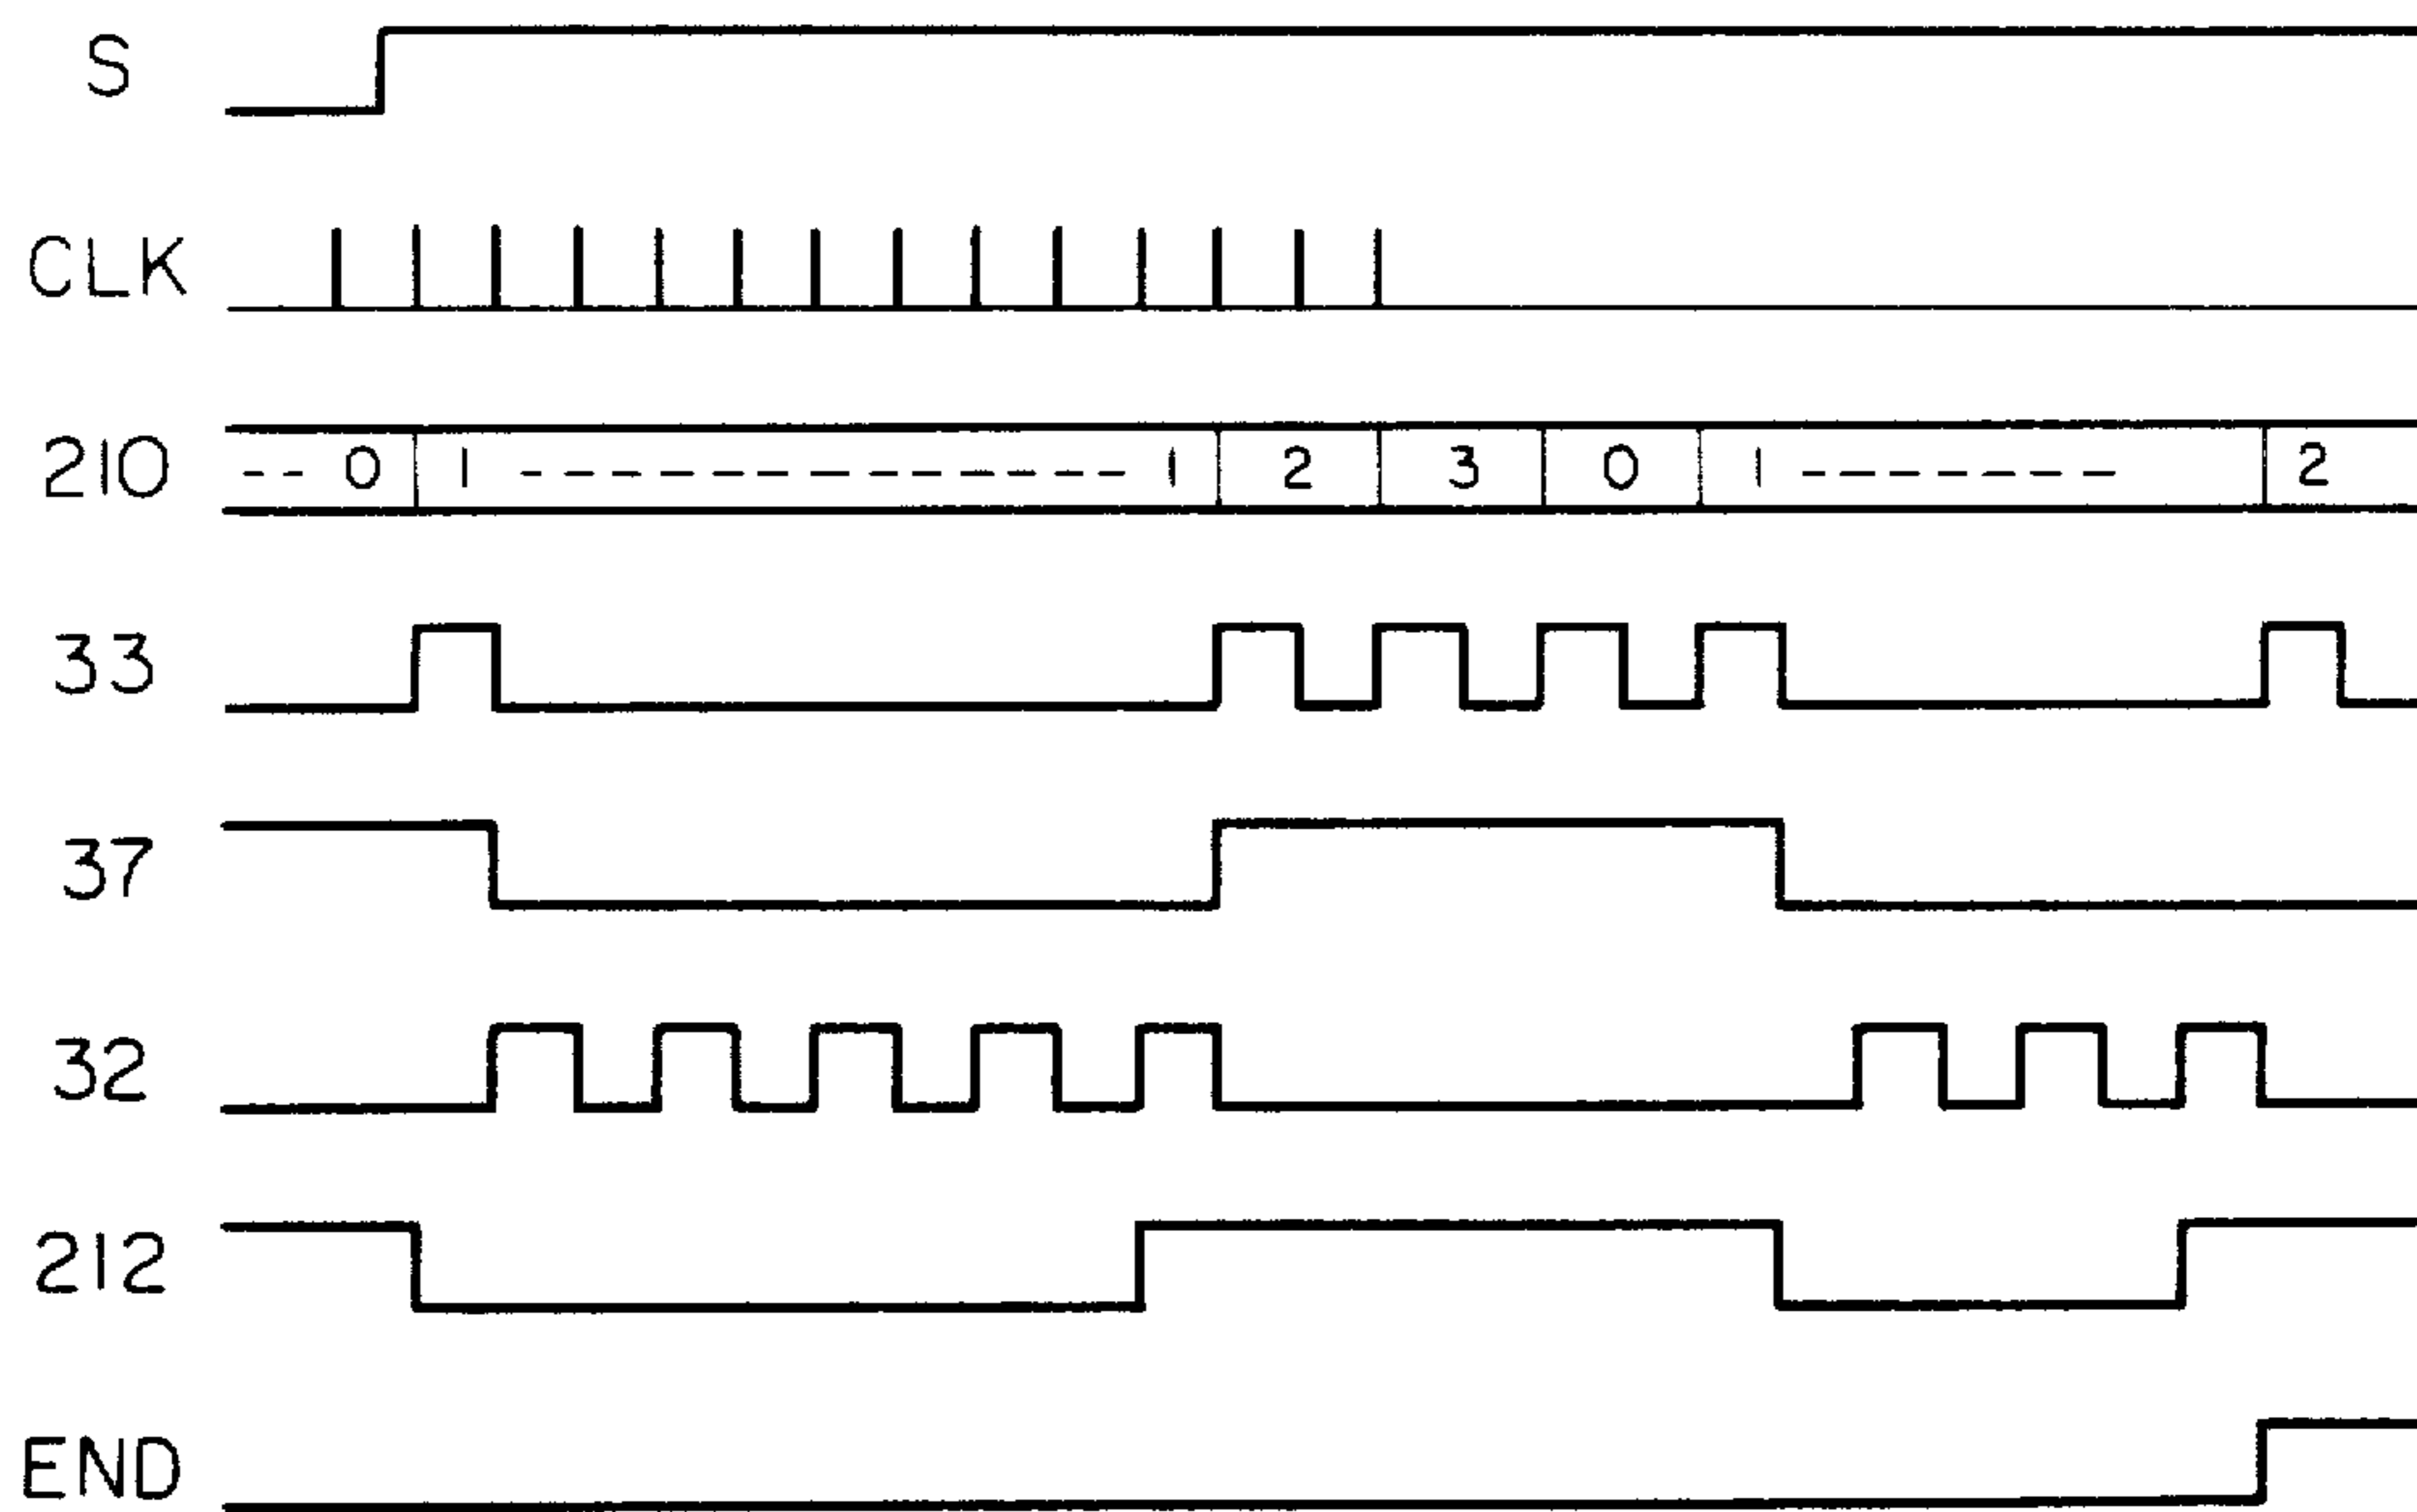 S
CLK
210 -- 0 1 ------------- 1 2 3 0 1 ------- 2
33
37
32
212
END